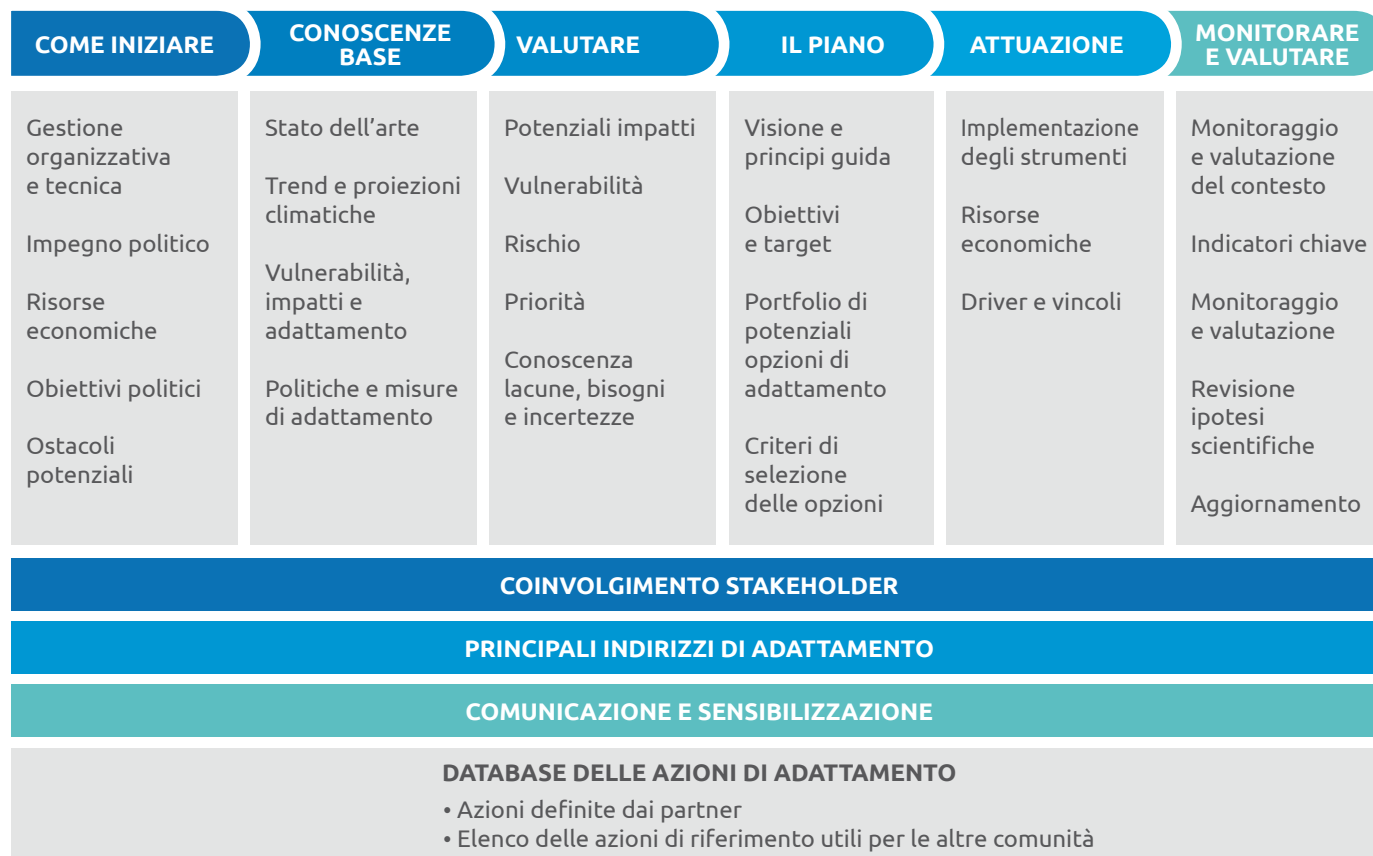 COME INIZIARE
CONOSCENZE
BASE
VALUTARE
IL PIANO
ATTUAZIONE
MONITORARE
E VALUTARE
Gestione
organizzativa
e tecnica
Impegno politico
Risorse
economiche
Obiettivi politici
Ostacoli
potenziali
Stato dell’arte
Trend e proiezioni
climatiche
Vulnerabilità,
impatti e
adattamento
Politiche e misure
di adattamento
Potenziali impatti
Vulnerabilità
Rischio
Priorità
Conoscenza
lacune, bisogni
e incertezze
Visione e
principi guida
Obiettivi
e target
Portfolio di
potenziali
opzioni di
adattamento
Criteri di
selezione
delle opzioni
Implementazione
degli strumenti
Risorse
economiche
Driver e vincoli
Monitoraggio
e valutazione
del contesto
Indicatori chiave
Monitoraggio
e valutazione
Revisione
ipotesi
scientifiche
Aggiornamento
COINVOLGIMENTO STAKEHOLDER
PRINCIPALI INDIRIZZI DI ADATTAMENTO
COMUNICAZIONE E SENSIBILIZZAZIONE
DATABASE DELLE AZIONI DI ADATTAMENTO
• Azioni definite dai partner
• Elenco delle azioni di riferimento utili per le altre comunità